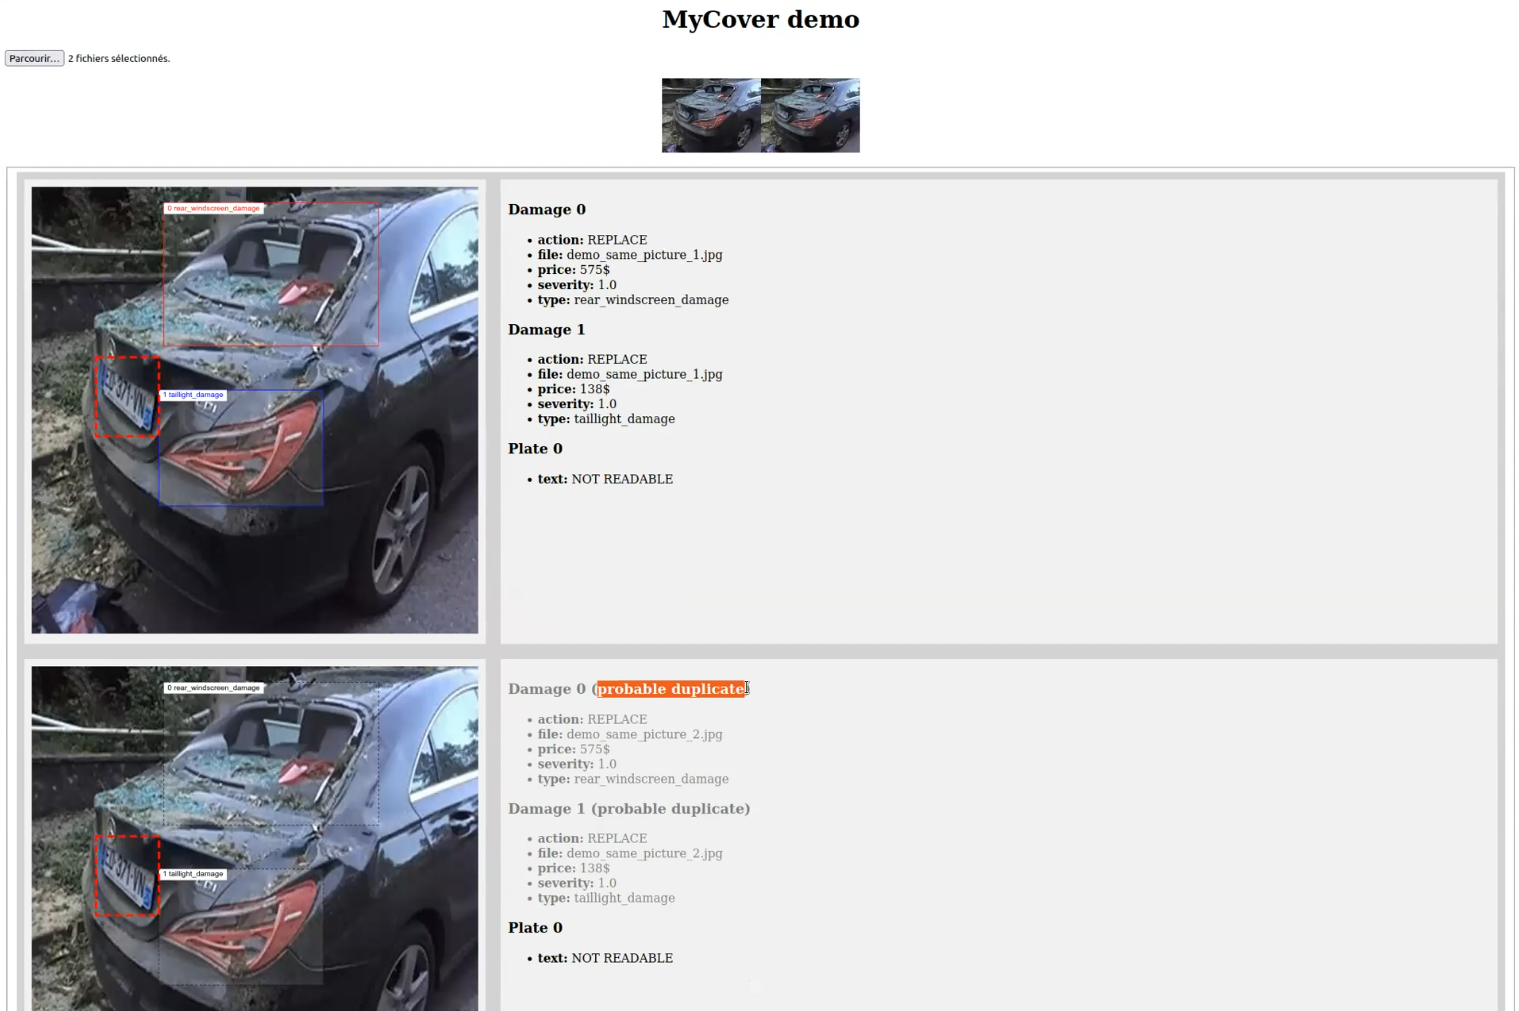 MyCover demo
Parcourir... 2 fichiers sélectionnés.
0 rear_windscreen_damage
1 taillight_damage
Damage 0
• action: REPLACE
• file: demo_same_picture_1.jpg
• price: 575$
• severity: 1.0
• type: rear_windscreen_damage
Damage 1
• action: REPLACE
• file: demo_same_picture_1.jpg
• price: 138$
• severity: 1.0
• type: taillight_damage
Plate 0
• text: NOT READABLE
0 rear_windscreen_damage
1 taillight_damage
Damage 0 (probable duplicate)
• action: REPLACE
• file: demo_same_picture_2.jpg
• price: 575$
• severity: 1.0
• type: rear_windscreen_damage
Damage 1 (probable duplicate)
• action: REPLACE
• file: demo_same_picture_2.jpg
• price: 138$
• severity: 1.0
• type: taillight_damage
Plate 0
• text: NOT READABLE